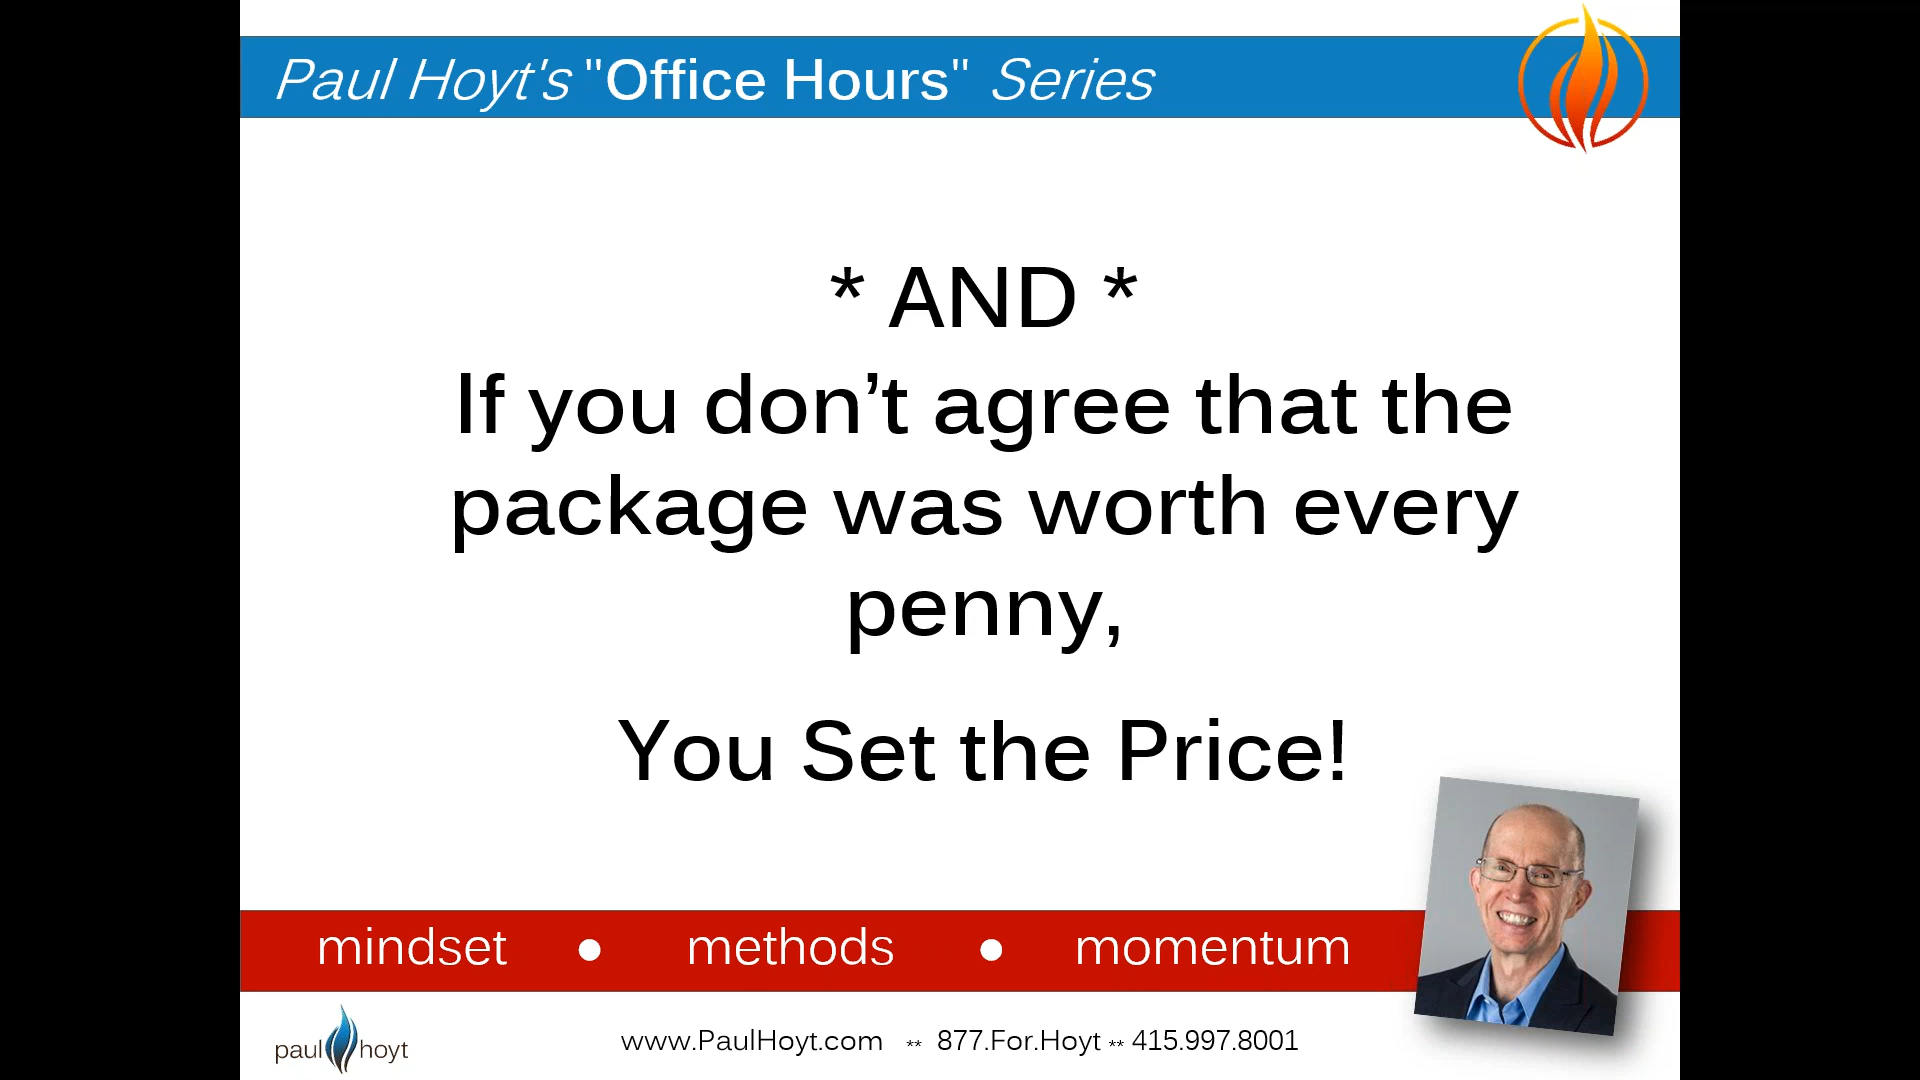 Paul Hoyt's "Office Hours" Series
* AND *
If you don’t agree that the
package was worth every
penny,
You Set the Price!
mindset ● methods ● momentum
paul hoyt
www.PaulHoyt.com ** 877.For.Hoyt ** 415.997.8001